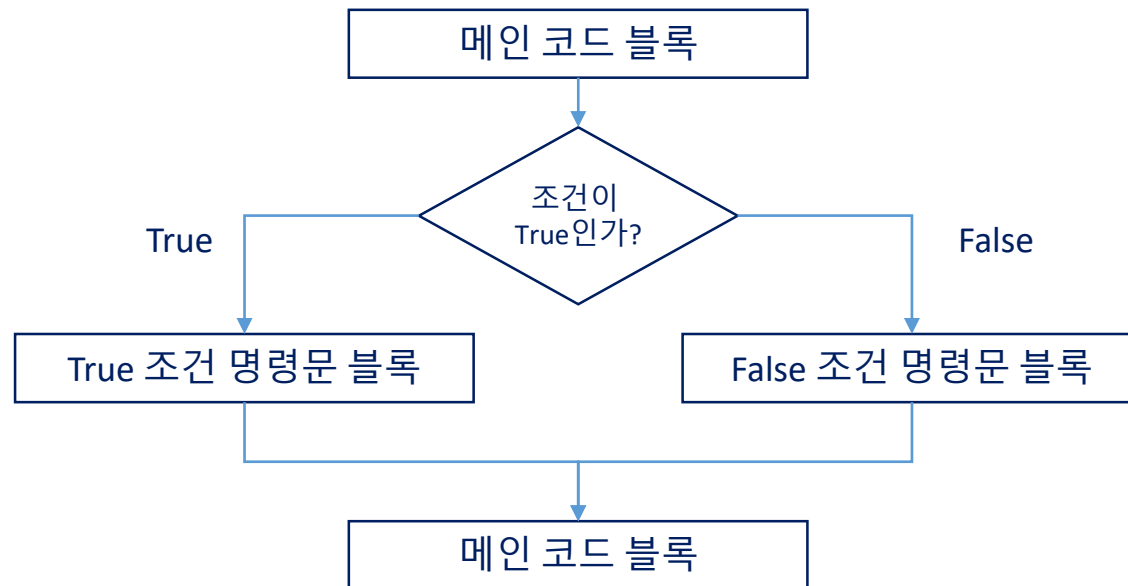 메인 코드 블록
조건이
True인가?
True
False
True 조건 명령문 블록
False 조건 명령문 블록
메인 코드 블록